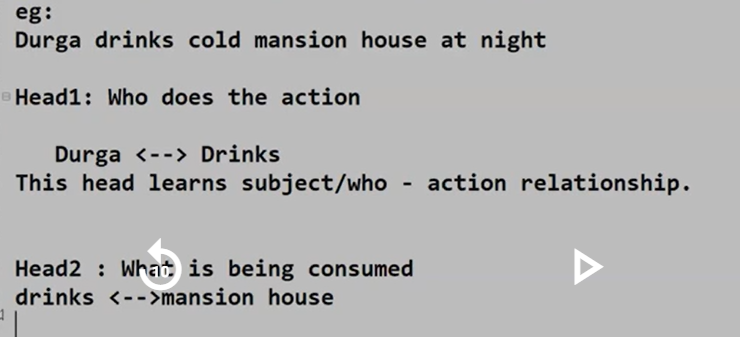 eg:
Durga drinks cold mansion house at night
Head1: Who does the action
Durga <--> Drinks
This head learns subject/who - action relationship.
Head2 : What is being consumed
drinks <-->mansion house